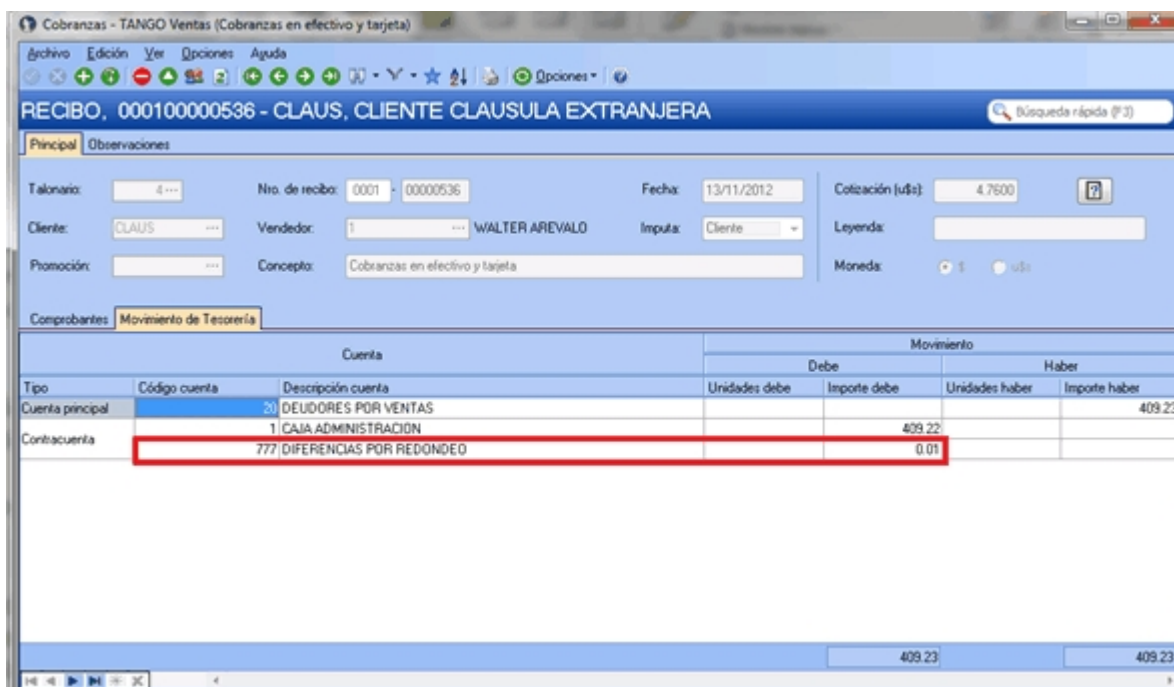 Cobranzas - TANGO Ventas (Cobranzas en efectivo y tarjeta)
Archivo Edición Ver Opciones Ayuda
Opciones
RECIBO, 000100000536 - CLAUS, CLIENTE CLAUSULA EXTRANJERA
Búsqueda rápida (F3)
Principal Observaciones
Talonario: 4 Nro. de recibo: 0001 - 00000536 Fecha: 13/11/2012 Cotización (u$s): 4.7600
Cliente: CLAUS Vendedor: 1 WALTER AREVALO Imputa: Cliente Leyenda:
Promoción: Concepto: Cobranzas en efectivo y tarjeta Moneda: $ u$s
Comprobantes Movimiento de Tesorería
Cuenta Movimiento
Debe Haber
Tipo Código cuenta Descripción cuenta Unidades debe Importe debe Unidades haber Importe haber
Cuenta principal 20 DEUDORES POR VENTAS 409.23
Contracuenta 1 CAJA ADMINISTRACION 409.22
777 DIFERENCIAS POR REDONDEO 0.01
409.23 409.23